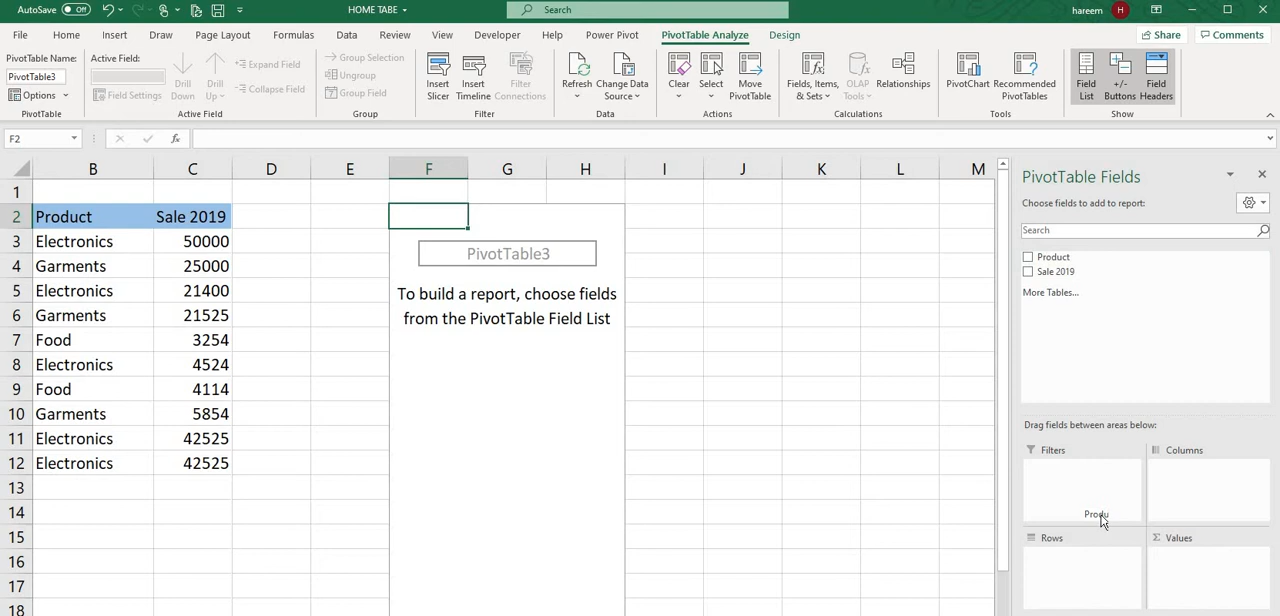 AutoSave Off HOME TABE Search hareem H
File Home Insert Draw Page Layout Formulas Data Review View Developer Help Power Pivot PivotTable Analyze Design Share Comments
PivotTable Name:
PivotTable3
Options
PivotTable
Active Field:
Field Settings
Drill Down
Drill Up
Expand Field
Collapse Field
Active Field
Group Selection
Ungroup
Group Field
Group
Insert Slicer
Insert Timeline
Filter Connections
Filter
Refresh
Change Data Source
Data
Clear
Select
Move PivotTable
Actions
Fields, Items, & Sets
OLAP Tools
Relationships
Calculations
PivotChart
Recommended PivotTables
Tools
Field List
+/- Buttons
Field Headers
Show
F2 fx
B C D E F G H I J K L M
1
2 Product Sale 2019
3 Electronics 50000
4 Garments 25000
5 Electronics 21400
6 Garments 21525
7 Food 3254
8 Electronics 4524
9 Food 4114
10 Garments 5854
11 Electronics 42525
12 Electronics 42525
13
14
15
16
17
18
PivotTable3
To build a report, choose fields
from the PivotTable Field List
PivotTable Fields
Choose fields to add to report:
Search
Product
Sale 2019
More Tables...
Drag fields between areas below:
Filters Columns
Produ
Rows Σ Values